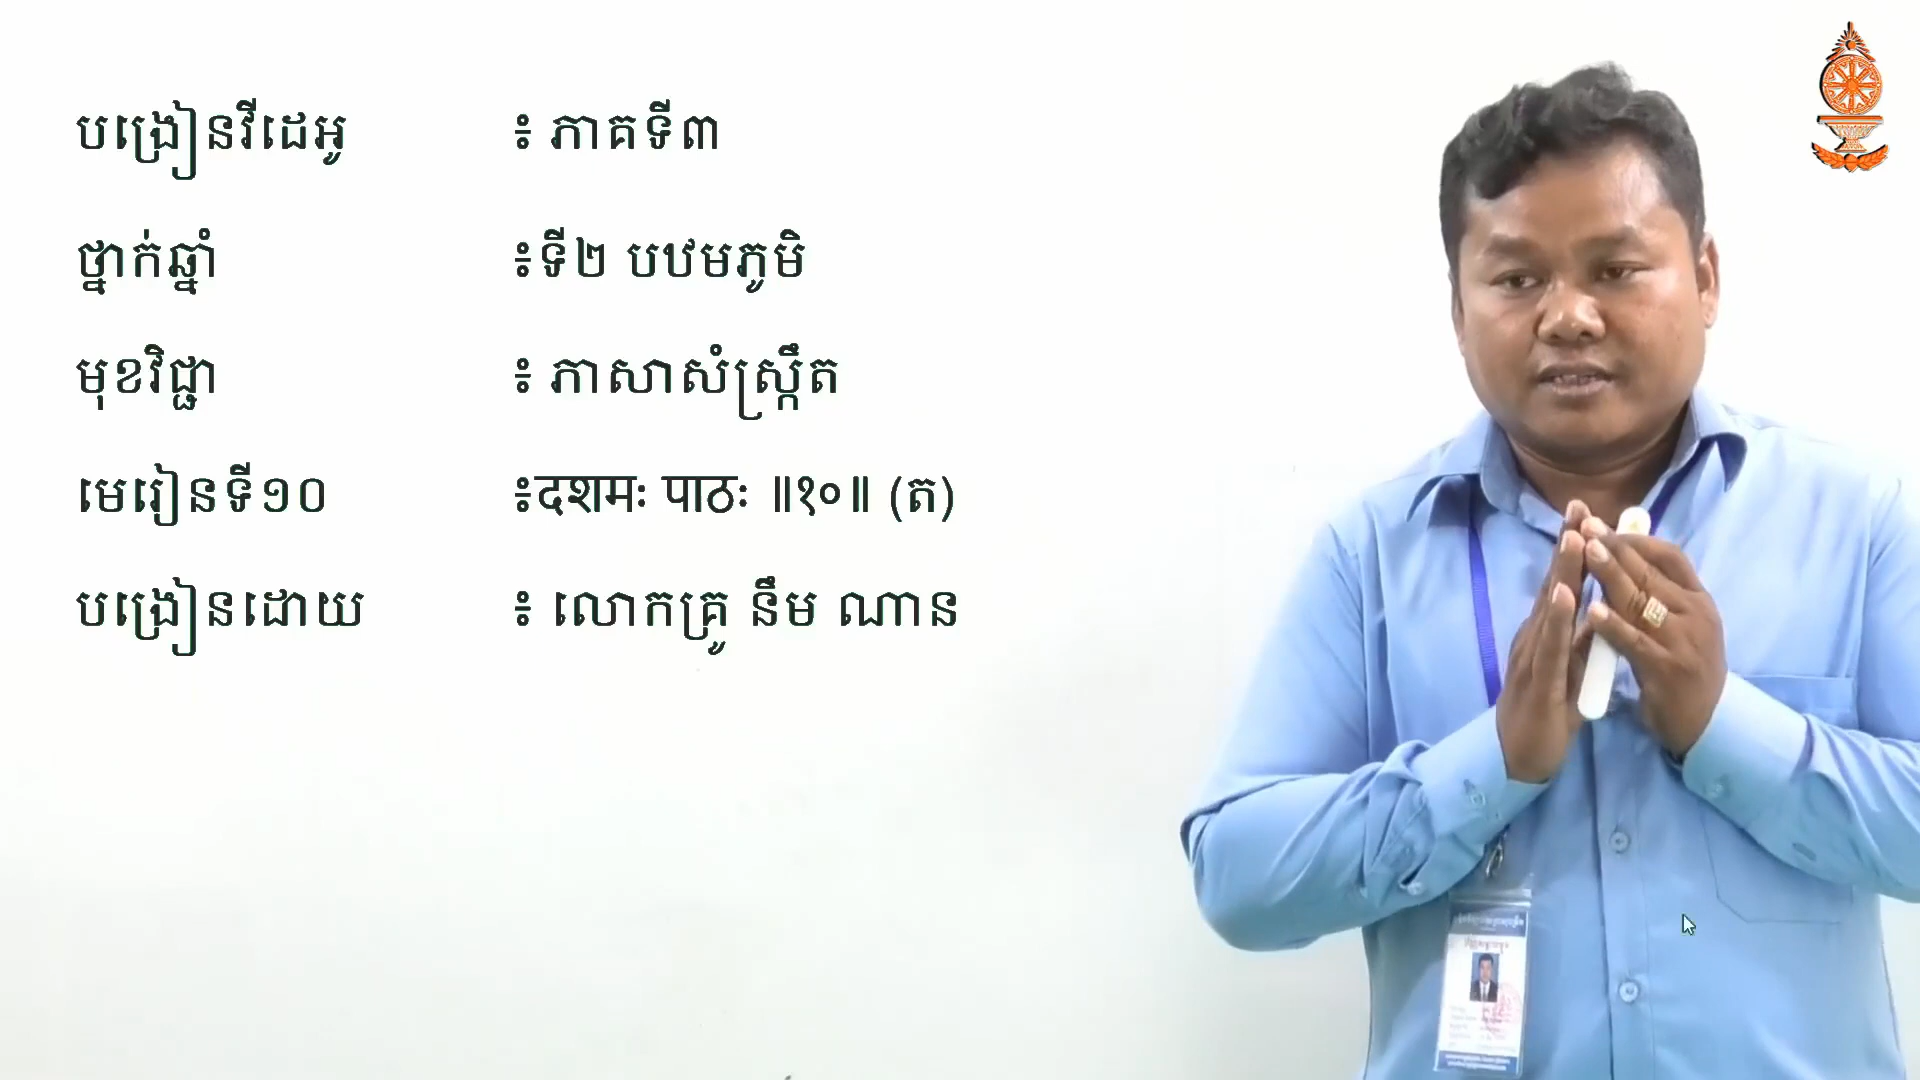 បង្រៀនវីដេអូ ៖ ភាគទី៣
ថ្នាក់ឆ្នាំ ៖ទី២ បឋមភូមិ
មុខវិជ្ជា ៖ ភាសាសំស្ក្រឹត
មេរៀនទី១០ ៖दशमः पाठः ॥१०॥ (ត)
បង្រៀនដោយ ៖ លោកគ្រូ នឹម ណាន